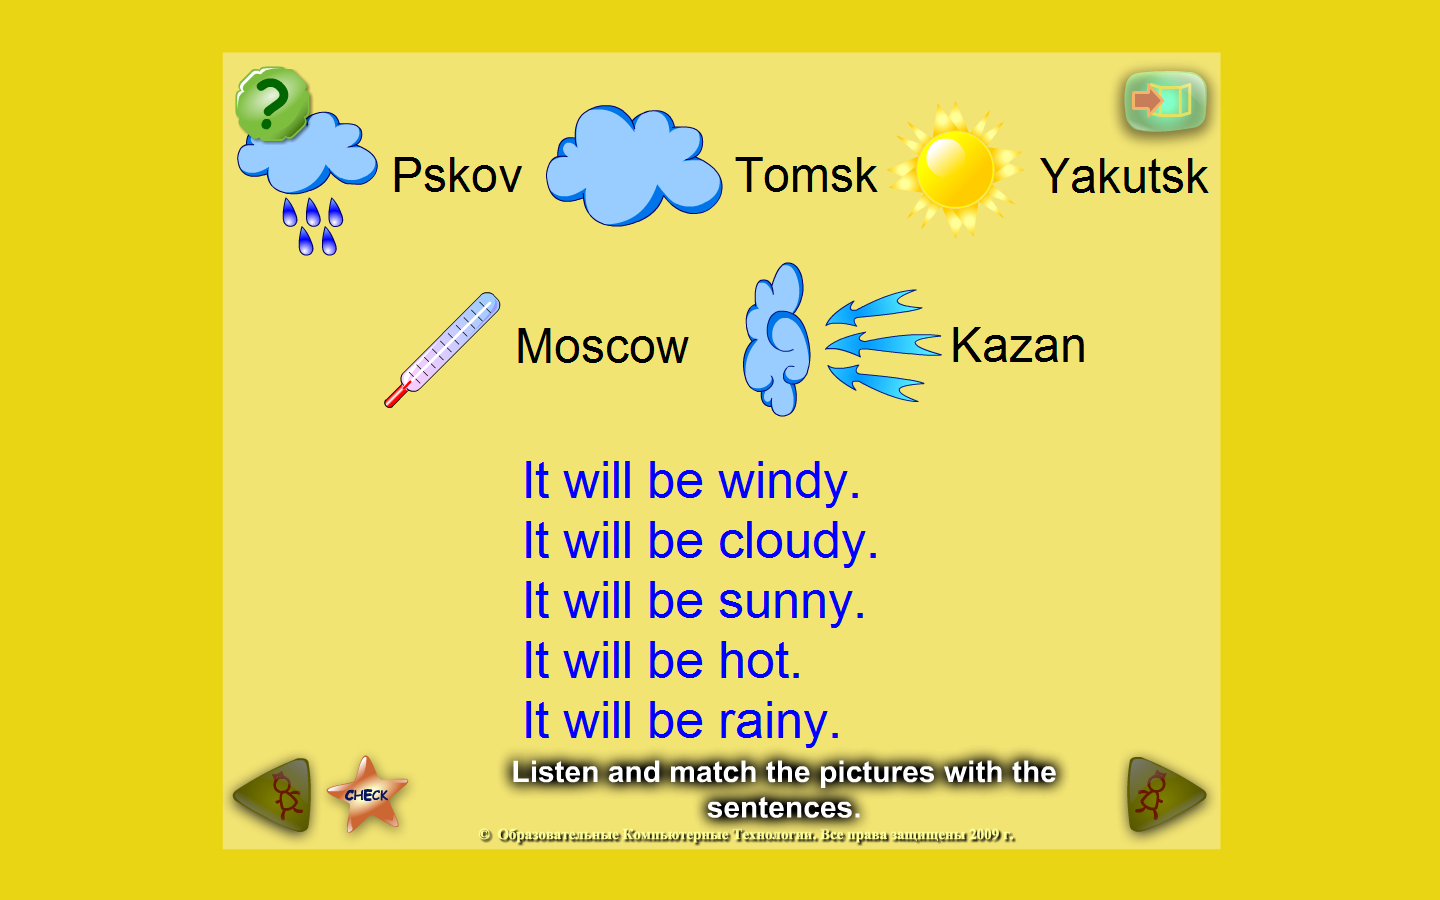 ?
Pskov Tomsk Yakutsk
Moscow Kazan
It will be windy.
It will be cloudy.
It will be sunny.
It will be hot.
It will be rainy.
CHECK
Listen and match the pictures with the
sentences.
© Образовательные Компьютерные Технологии. Все права защищены 2009 г.